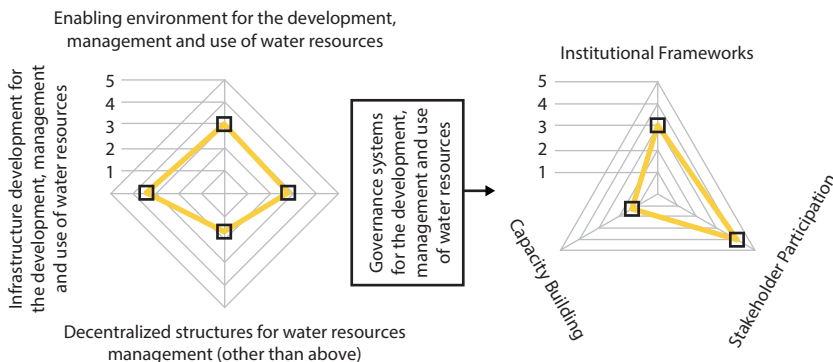 Enabling environment for the development,
management and use of water resources
Infrastructure development for
the development, management
and use of water resources
5
4
3
2
1
Decentralized structures for water resources
management (other than above)
Governance systems
for the development,
management and use
of water resources
Institutional Frameworks
5
4
3
2
1
Capacity Building
Stakeholder Participation